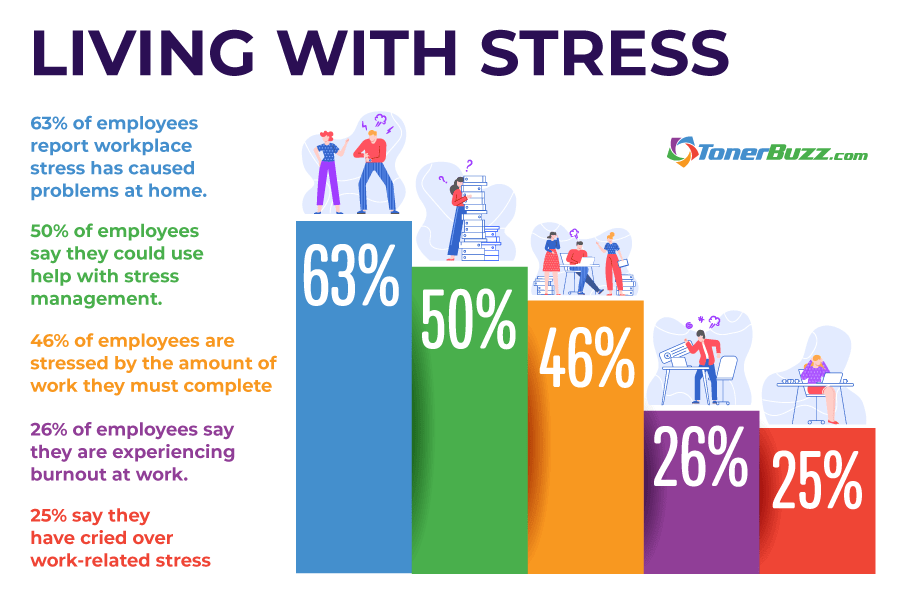 LIVING WITH STRESS
63% of employees
report workplace
stress has caused
problems at home.
50% of employees
say they could use
help with stress
management.
46% of employees are
stressed by the amount of
work they must complete
26% of employees say
they are experiencing
burnout at work.
25% say they
have cried over
work-related stress
TonerBuzz.com
63%
50%
46%
26%
25%